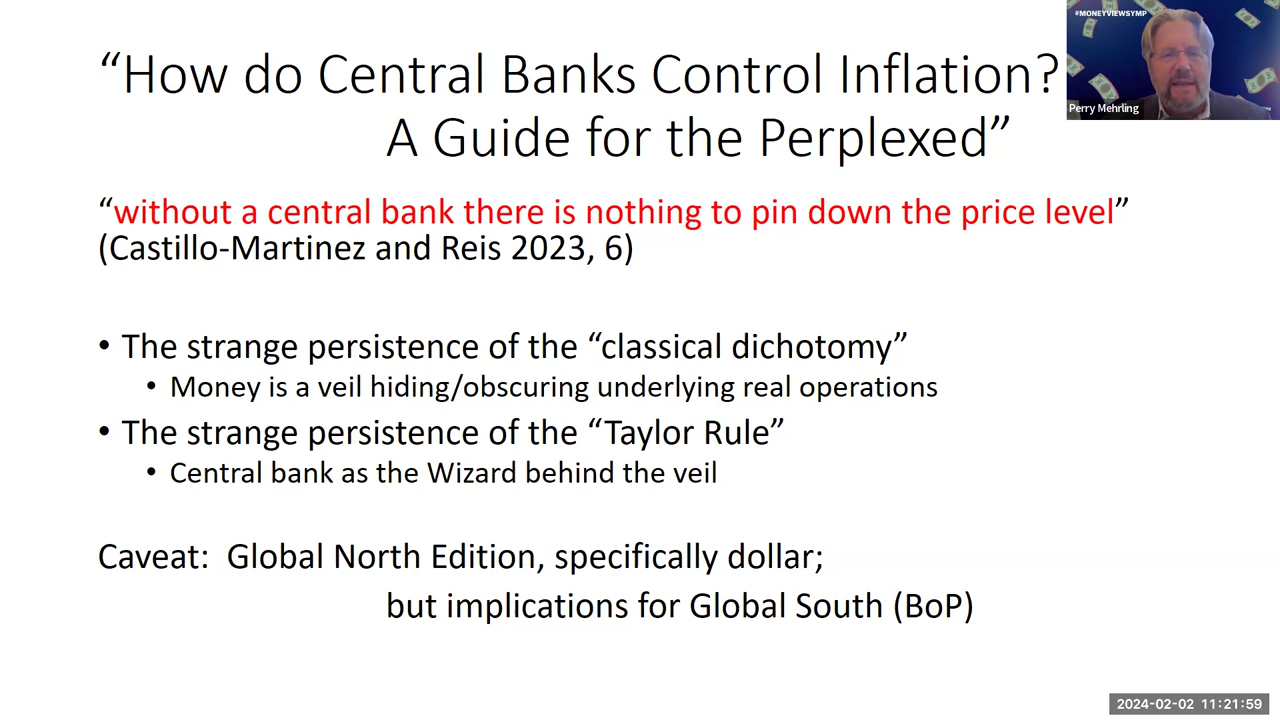 “How do Central Banks Control Inflation?
A Guide for the Perplexed”
“without a central bank there is nothing to pin down the price level”
(Castillo-Martinez and Reis 2023, 6)
• The strange persistence of the “classical dichotomy”
• Money is a veil hiding/obscuring underlying real operations
• The strange persistence of the “Taylor Rule”
• Central bank as the Wizard behind the veil
Caveat: Global North Edition, specifically dollar;
but implications for Global South (BoP)
#MONEYVIEWSYMP
Perry Mehrling
2024-02-02 11:21:59